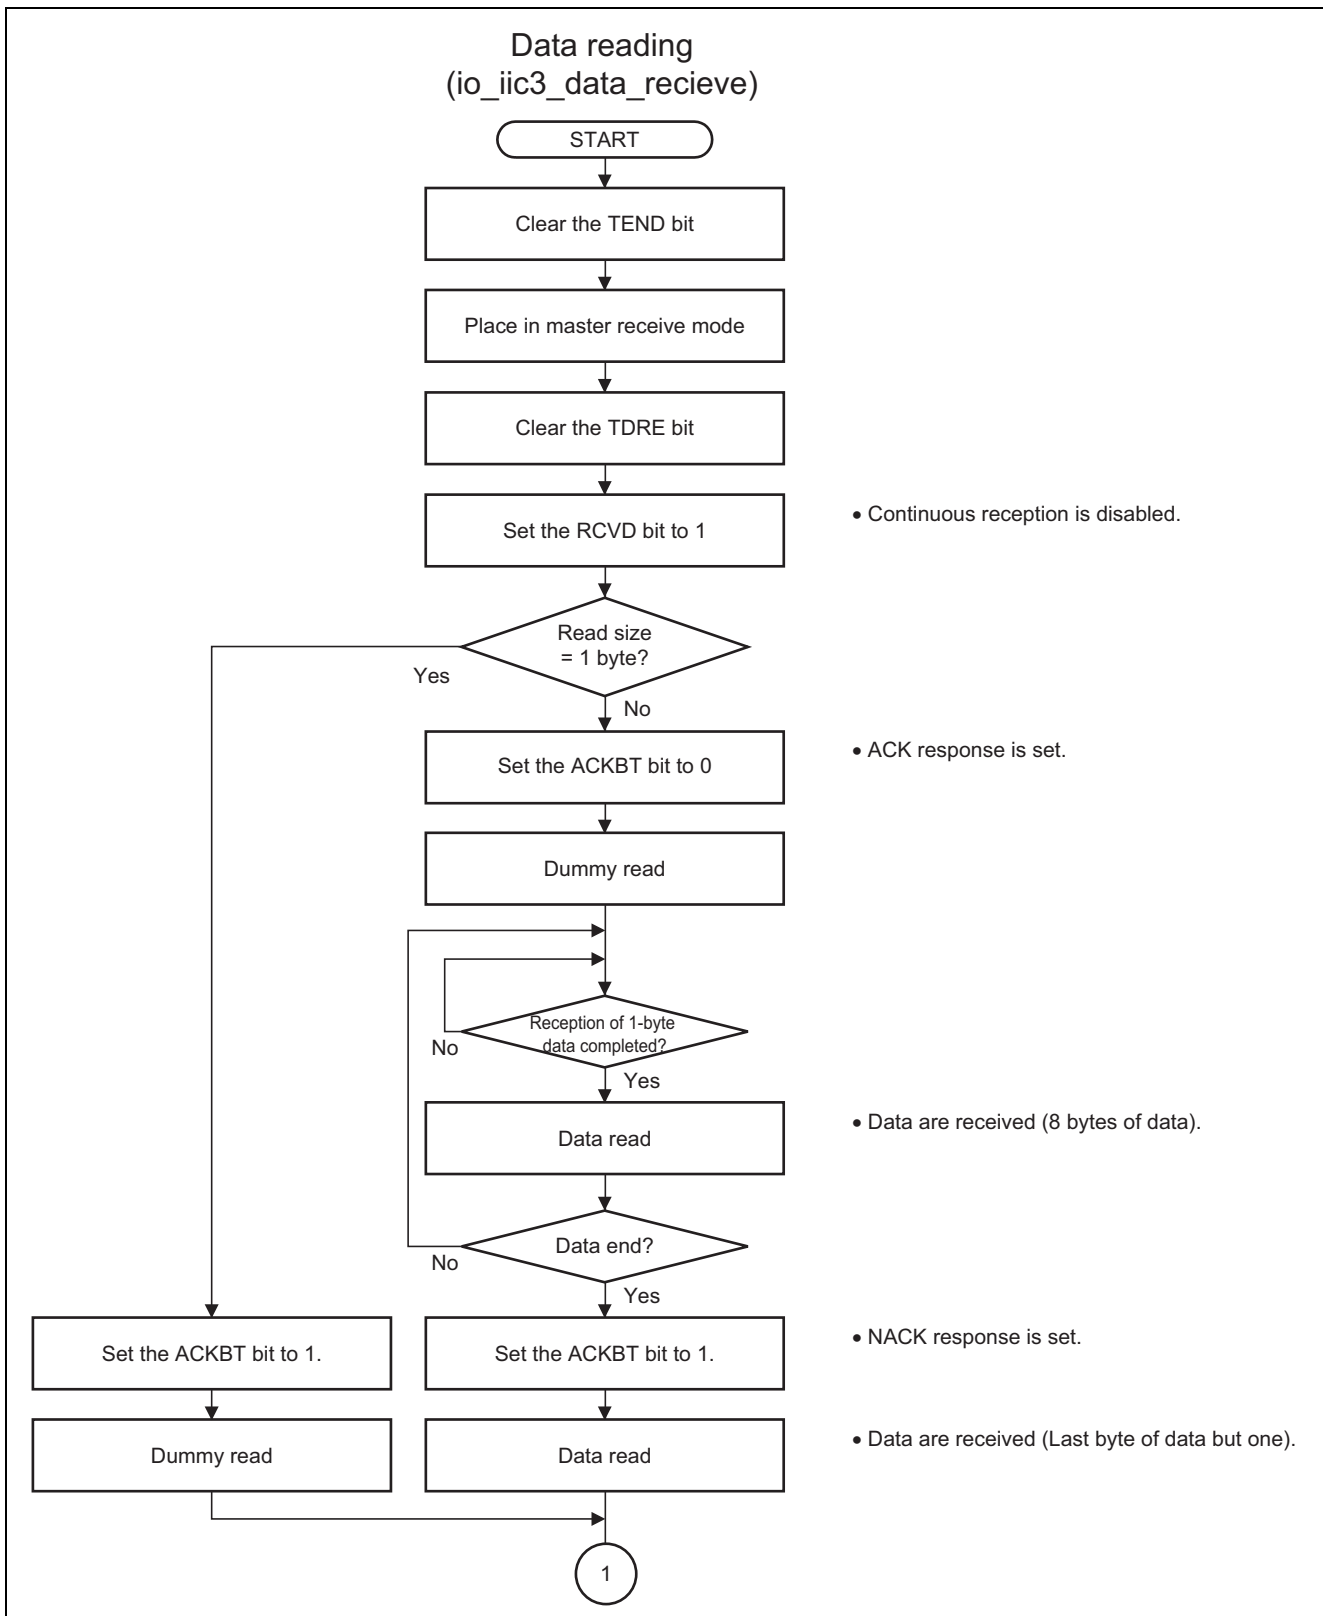 Data reading
(io_iic3_data_recieve)
START
Clear the TEND bit
Place in master receive mode
Clear the TDRE bit
Set the RCVD bit to 1
• Continuous reception is disabled.
Read size
= 1 byte?
Yes
No
Set the ACKBT bit to 0
• ACK response is set.
Dummy read
Reception of 1-byte
data completed?
No
Yes
Data read
• Data are received (8 bytes of data).
Data end?
No
Yes
Set the ACKBT bit to 1.
Set the ACKBT bit to 1.
• NACK response is set.
Dummy read
Data read
• Data are received (Last byte of data but one).
1